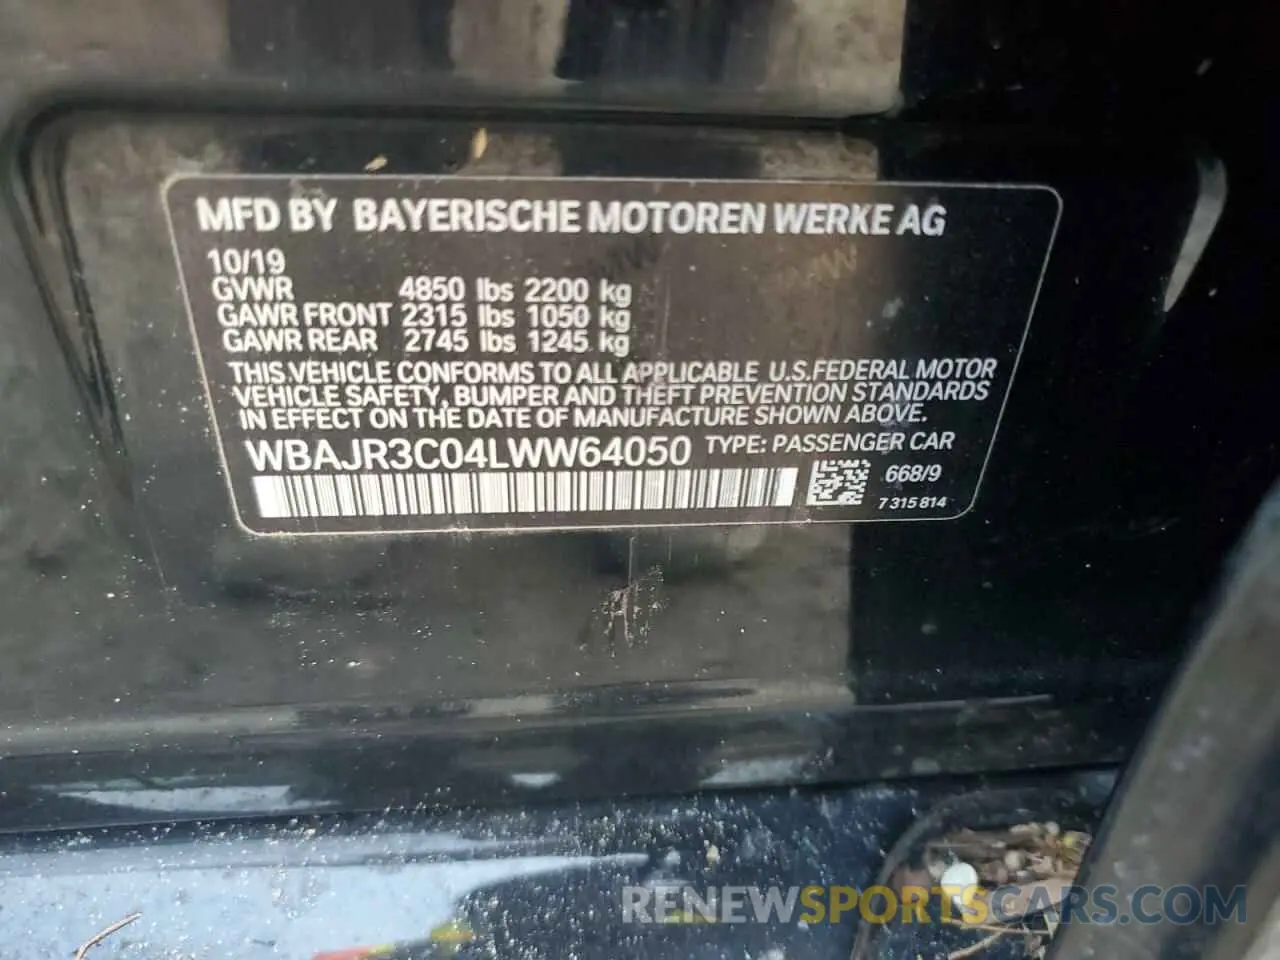 MFD BY BAYERISCHE MOTOREN WERKE AG
10/19
GVWR 4850 lbs 2200 kg
GAWR FRONT 2315 lbs 1050 kg
GAWR REAR 2745 lbs 1245 kg
THIS VEHICLE CONFORMS TO ALL APPLICABLE U.S.FEDERAL MOTOR
VEHICLE SAFETY, BUMPER AND THEFT PREVENTION STANDARDS
IN EFFECT ON THE DATE OF MANUFACTURE SHOWN ABOVE.
WBAJR3C04LWW64050 TYPE: PASSENGER CAR
668/9
7 315 814
RENEWSPORTSCARS.COM